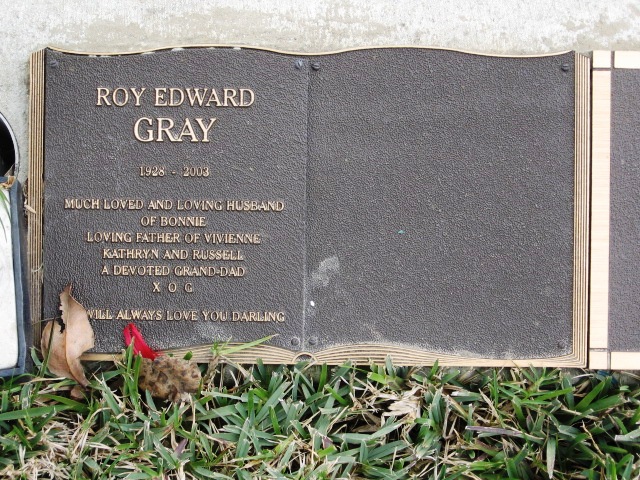 ROY EDWARD
GRAY
1928 - 2003
MUCH LOVED AND LOVING HUSBAND
OF BONNIE
LOVING FATHER OF VIVIENNE
KATHRYN AND RUSSELL
A DEVOTED GRAND-DAD
X O G
WILL ALWAYS LOVE YOU DARLING